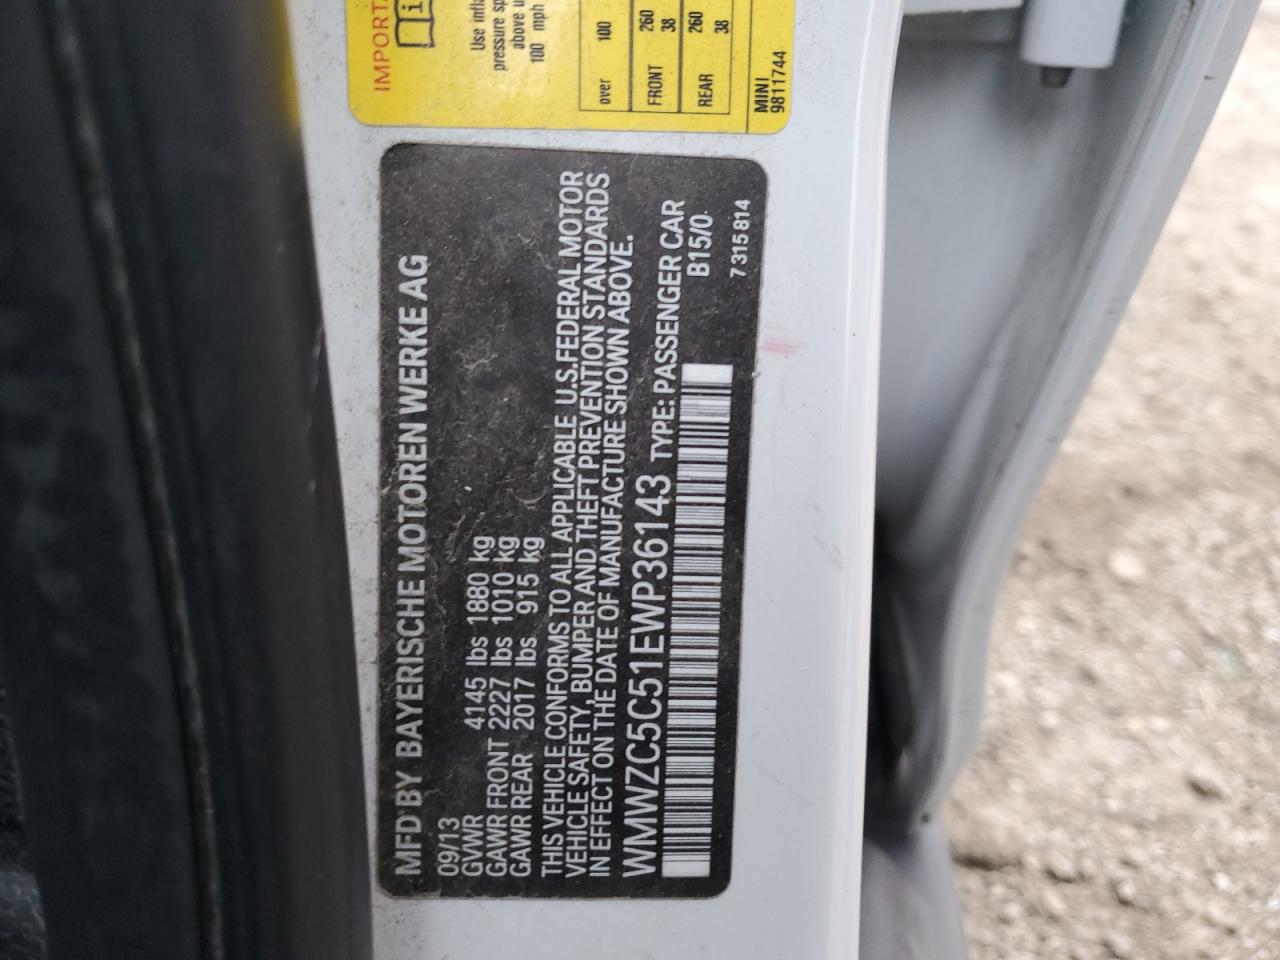 IMPORTA
i
Use infla
pressure sp
above
100 mph
over 100
FRONT 260 38
REAR 260 38
MINI
9811744
MFD BY BAYERISCHE MOTOREN WERKE AG
09/13
GVWR 4145 lbs 1880 kg
GAWR FRONT 2227 lbs 1010 kg
GAWR REAR 2017 lbs 915 kg
THIS VEHICLE CONFORMS TO ALL APPLICABLE U.S.FEDERAL MOTOR
VEHICLE SAFETY, BUMPER AND THEFT PREVENTION STANDARDS
IN EFFECT ON THE DATE OF MANUFACTURE SHOWN ABOVE.
WMWZC5C51EWP36143 TYPE: PASSENGER CAR
B15/0
7315814